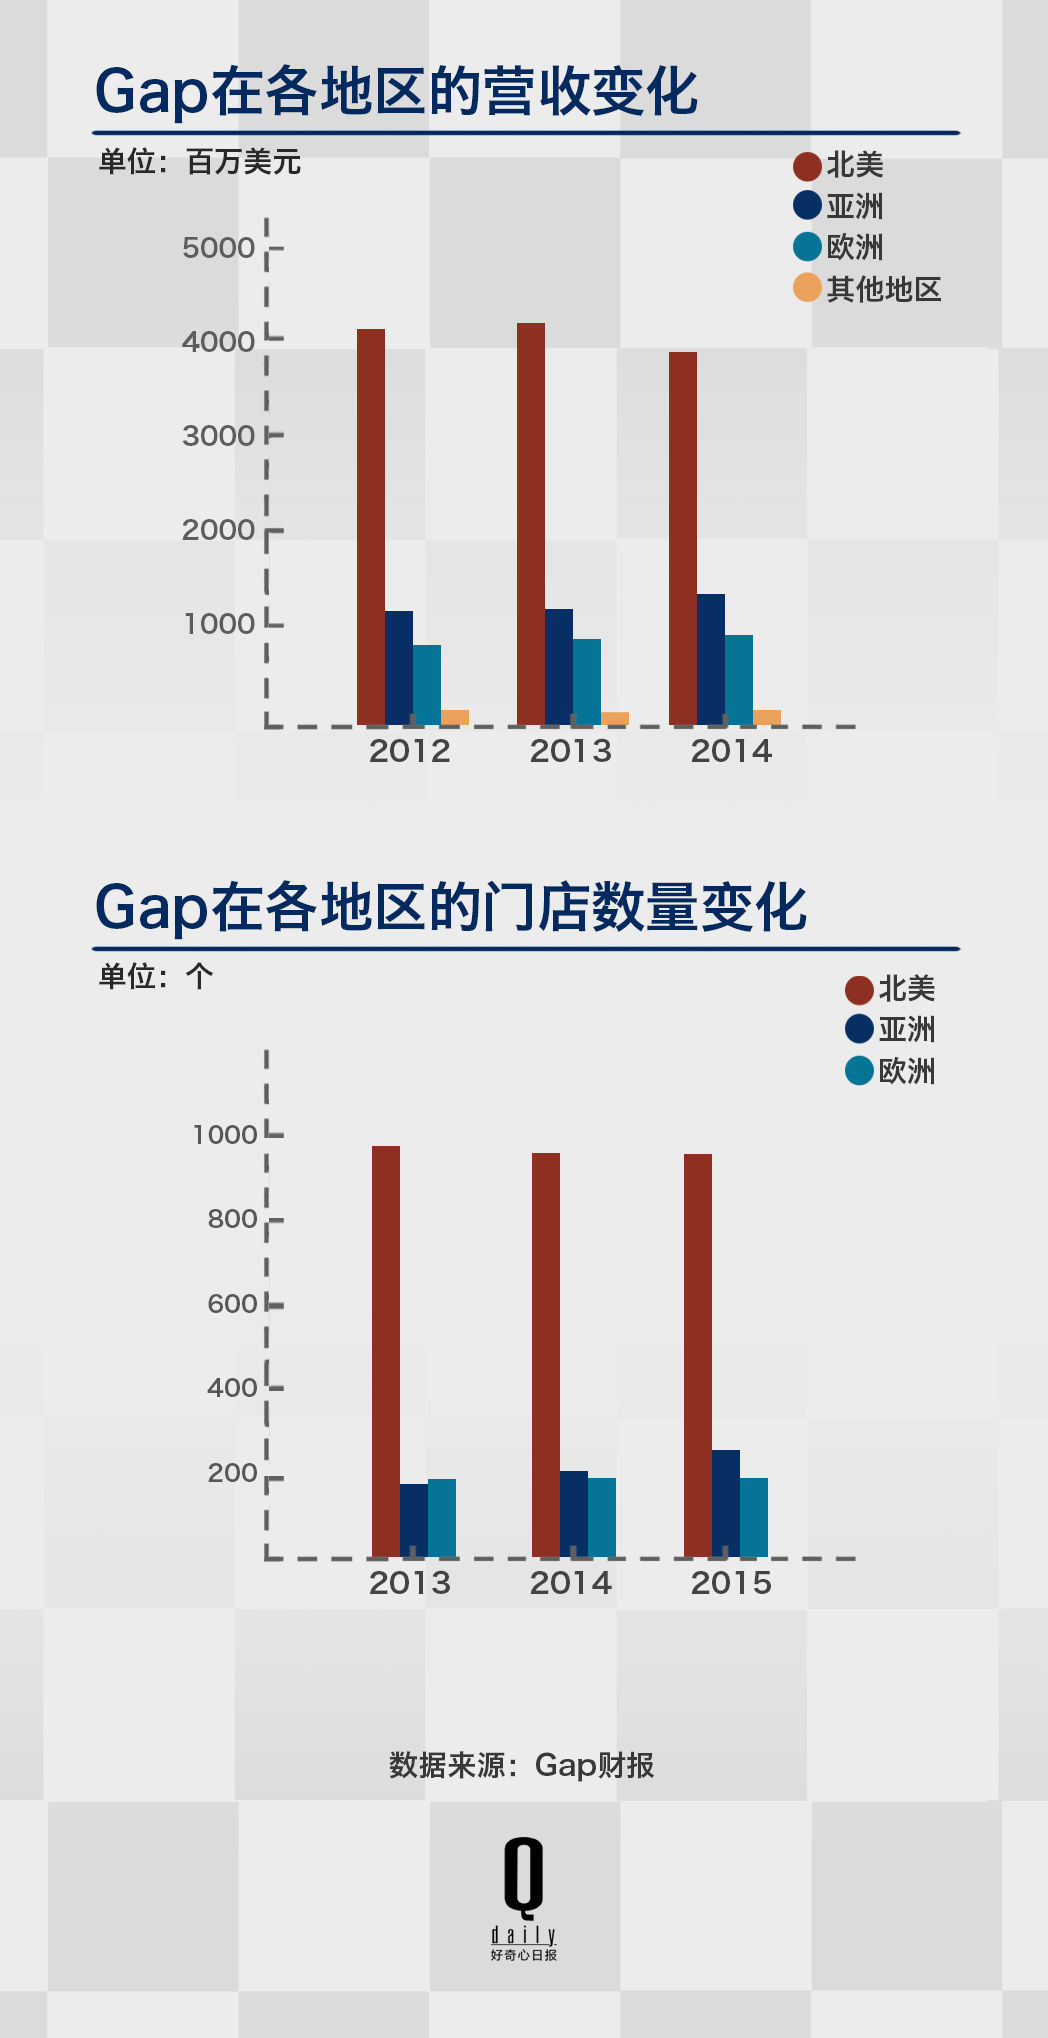 Gap在各地区的营收变化
单位：百万美元
北美
亚洲
欧洲
其他地区
5000
4000
3000
2000
1000
2012 2013 2014
Gap在各地区的门店数量变化
单位：个
北美
亚洲
欧洲
1000
800
600
400
200
2013 2014 2015
数据来源：Gap财报
Q
daily
好奇心日报